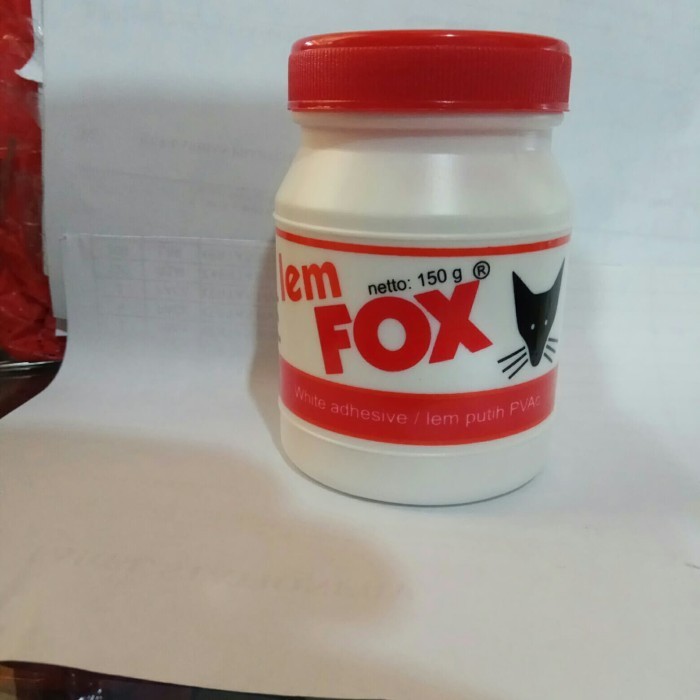 lem
netto: 150 g ®
FOX
White adhesive / lem putih PVAc